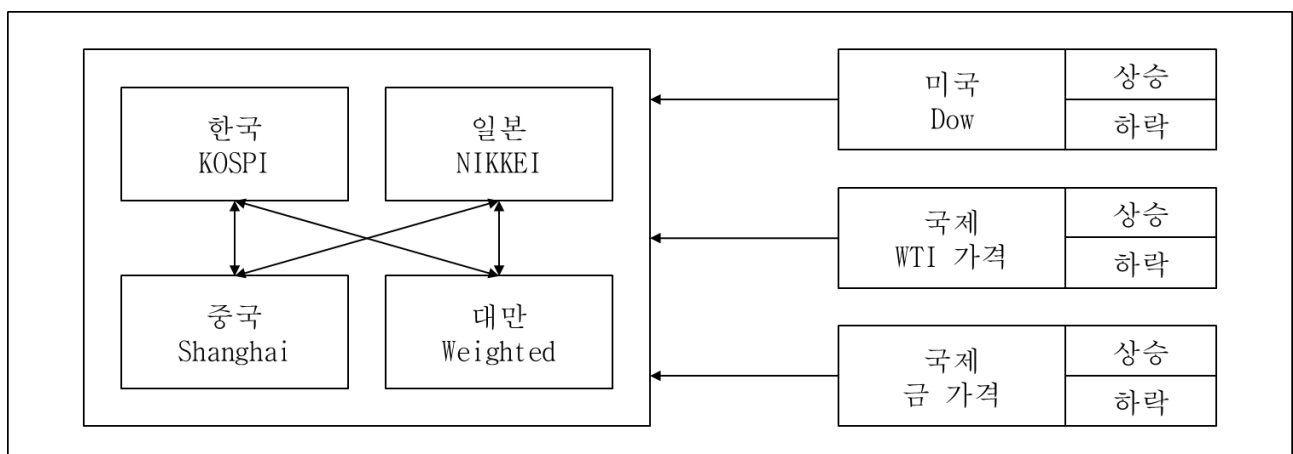 한국
KOSPI
일본
NIKKEI
중국
Shanghai
대만
Weighted
미국
Dow
상승
하락
국제
WTI 가격
상승
하락
국제
금 가격
상승
하락